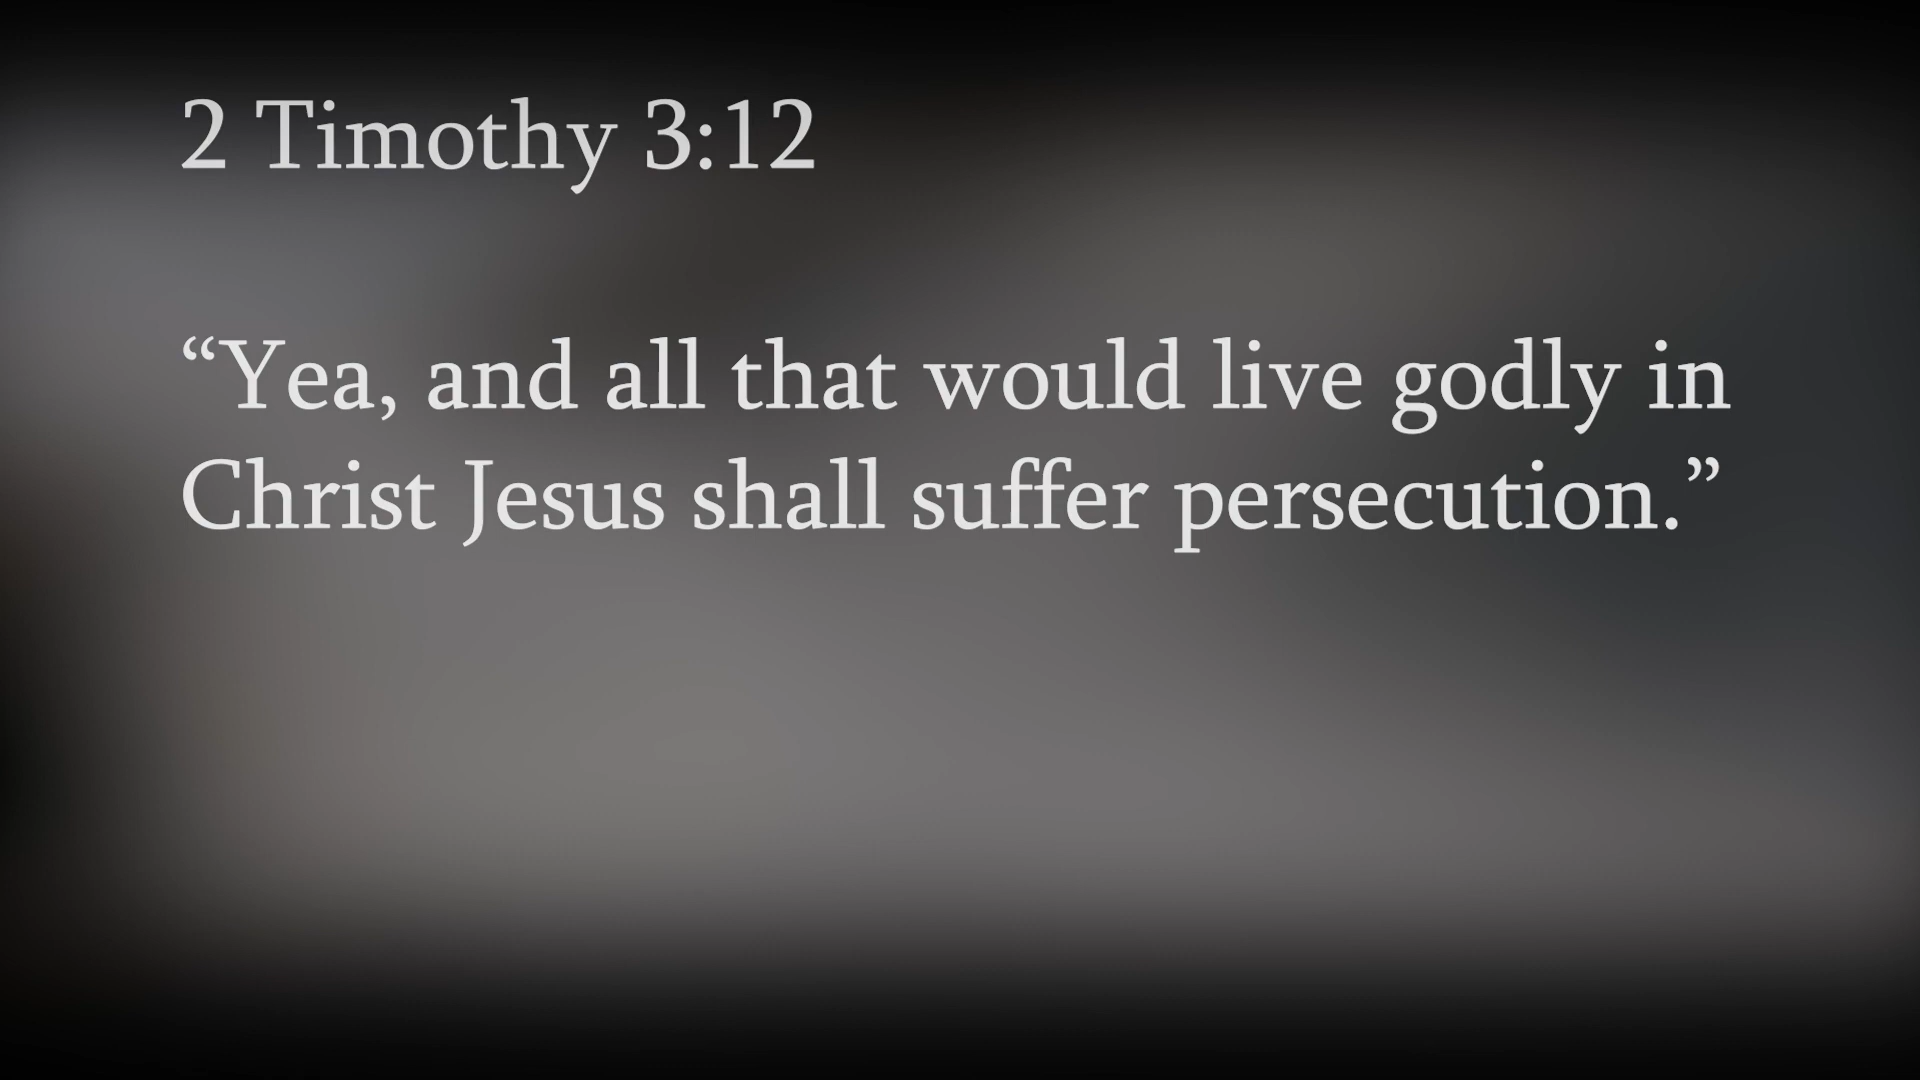 2 Timothy 3:12
“Yea, and all that would live godly in
Christ Jesus shall suffer persecution.”